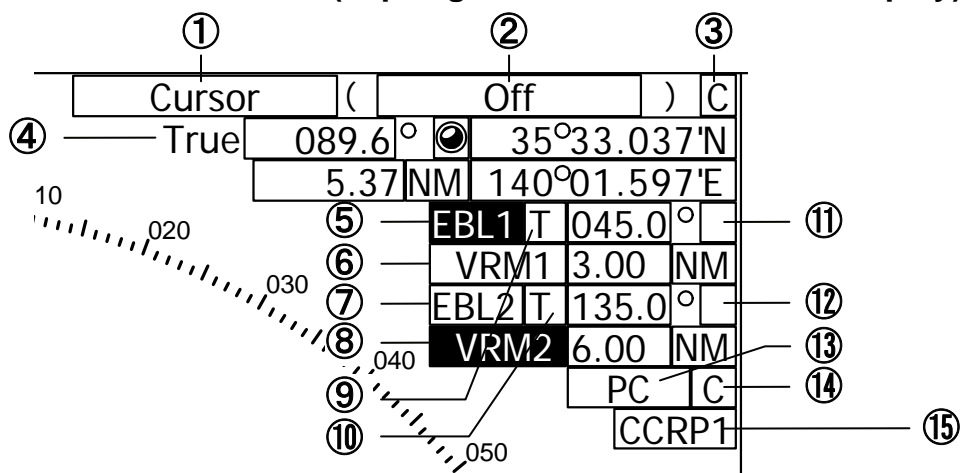 ① ② ③
Cursor ( Off ) C
④ True 089.6 ° 35°33.037'N
5.37 NM 140°01.597'E
⑤ EBL1 T 045.0 ° ⑪
⑥ VRM1 3.00 NM
⑦ EBL2 T 135.0 ° ⑫
⑧ VRM2 6.00 NM ⑬
⑨ PC C ⑭
⑩ CCRP1 ⑮
10
020
030
040
050